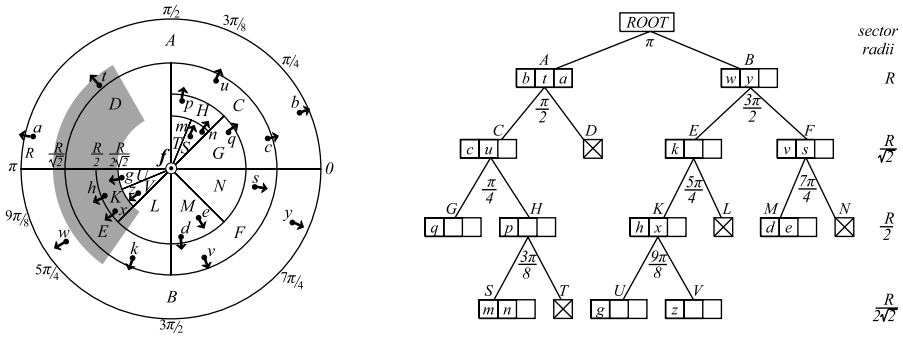 π/2
3π/8
π/4
0
7π/4
3π/2
5π/4
9π/8
π
A
t
u
D
p
H
C
b
m
n
q
a
T
S
G
c
R
R/√2
R/2
R/2√2
f
g
U
s
N
h
K
z
V
x
L
M
e
y
E
d
F
w
k
v
B
ROOT
π
sector
radii
A
B
b t a
w y
R
π/2
3π/2
C
D
E
F
c u
k
v s
R/√2
π/4
5π/4
7π/4
G
H
K
L
M
N
q
p
h x
d e
R/2
3π/8
9π/8
S
T
U
V
m n
g
z
R/2√2